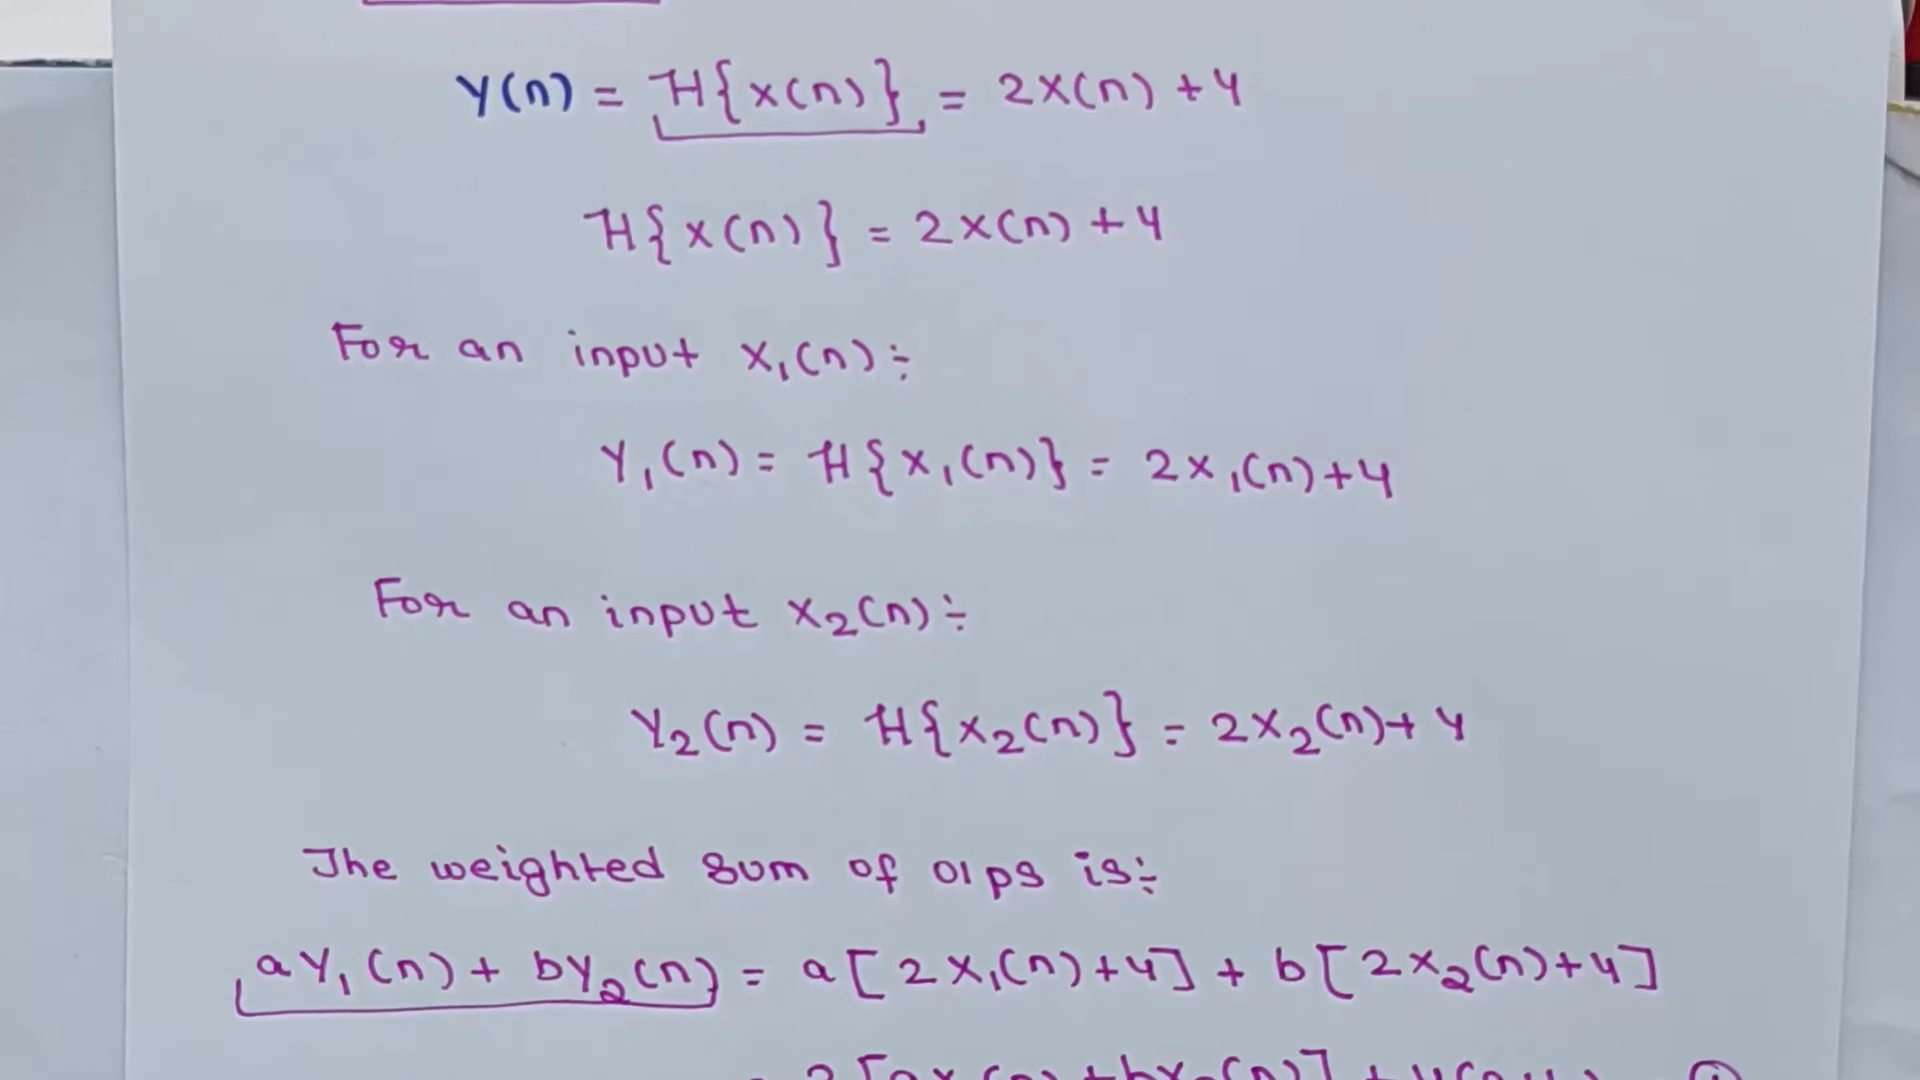 Y(n) = H{x(n)} = 2x(n) + 4
H{x(n)} = 2x(n) + 4
For an input x₁(n) ÷
Y₁(n) = H{x₁(n)} = 2x₁(n) + 4
For an input x₂(n) ÷
Y₂(n) = H{x₂(n)} = 2x₂(n) + 4
The weighted sum of o/ps is ÷
aY₁(n) + bY₂(n) = a[2x₁(n)+4] + b[2x₂(n)+4]